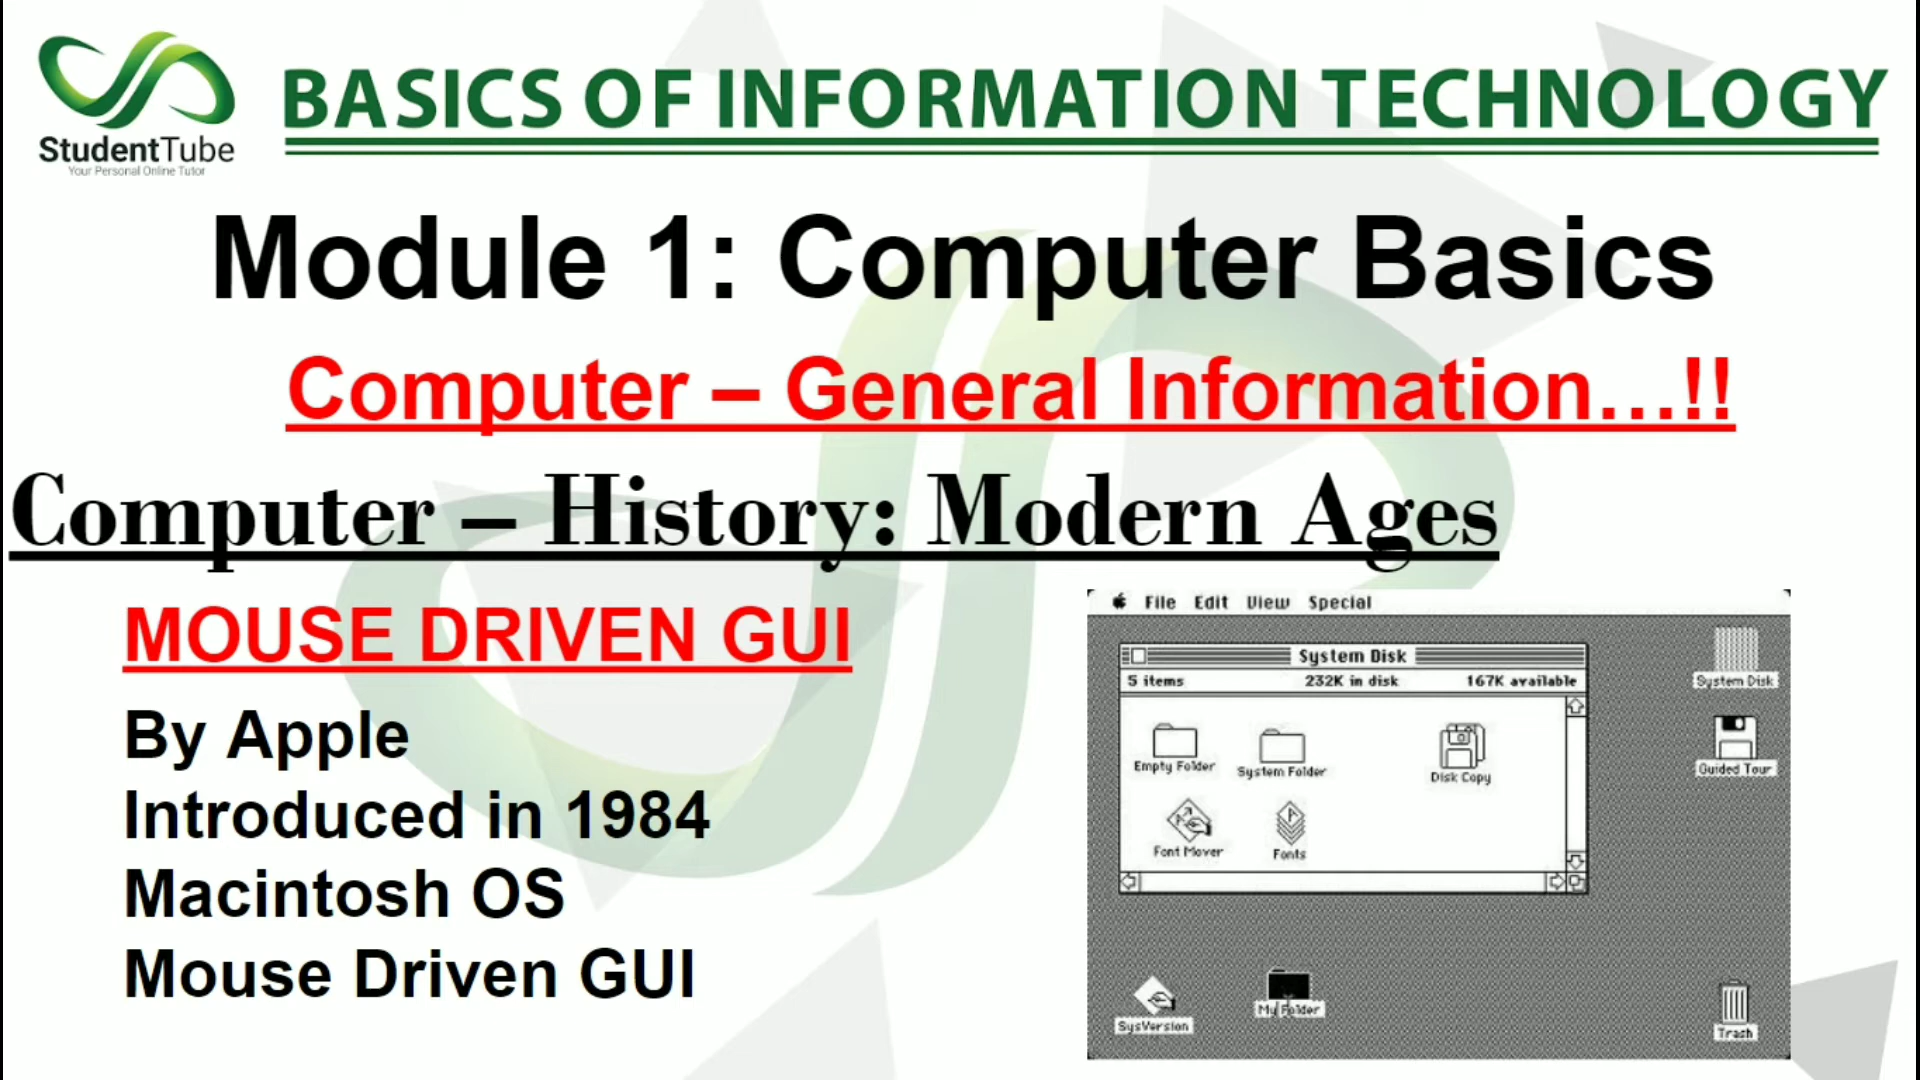 StudentTube
Your Personal Online Tutor
BASICS OF INFORMATION TECHNOLOGY
Module 1: Computer Basics
Computer – General Information...!!
Computer – History: Modern Ages
MOUSE DRIVEN GUI
By Apple
Introduced in 1984
Macintosh OS
Mouse Driven GUI
File Edit View Special
System Disk
5 items 232K in disk 167K available
Empty Folder System Folder Disk Copy
Font Mover Fonts
System Disk
Guided Tour
SysVersion My Folder Trash